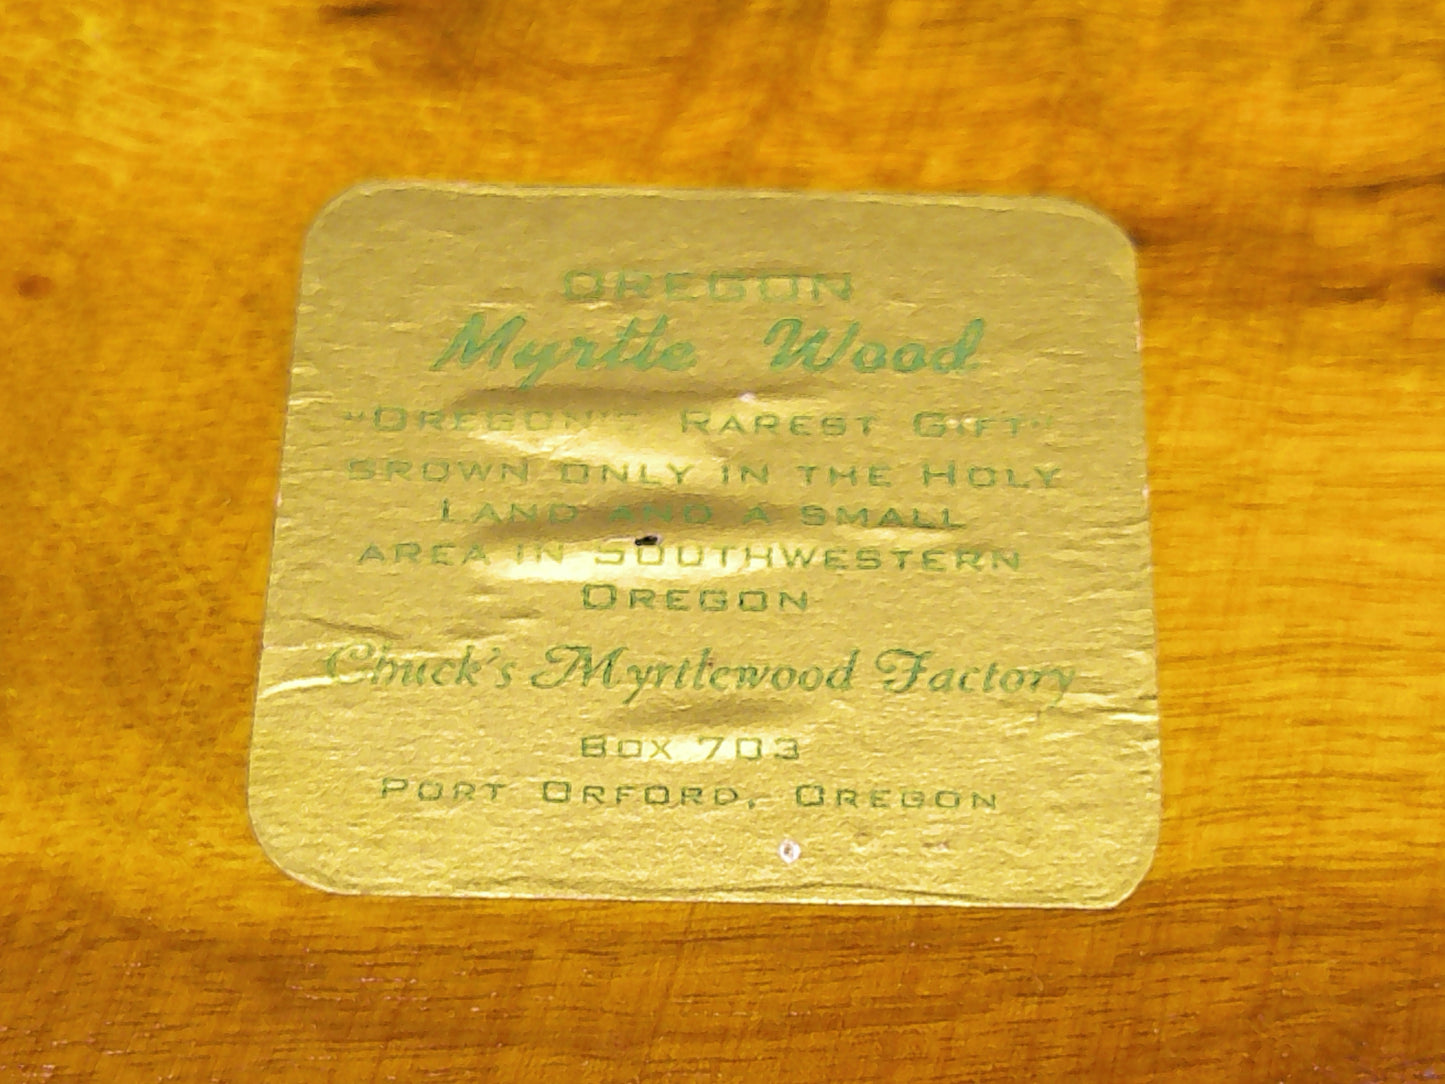 OREGON
Myrtle Wood
"OREGON'S RAREST GIFT"
GROWN ONLY IN THE HOLY
LAND AND A SMALL
AREA IN SOUTHWESTERN
OREGON
Chuck's Myrtlewood Factory
BOX 703
PORT ORFORD, OREGON